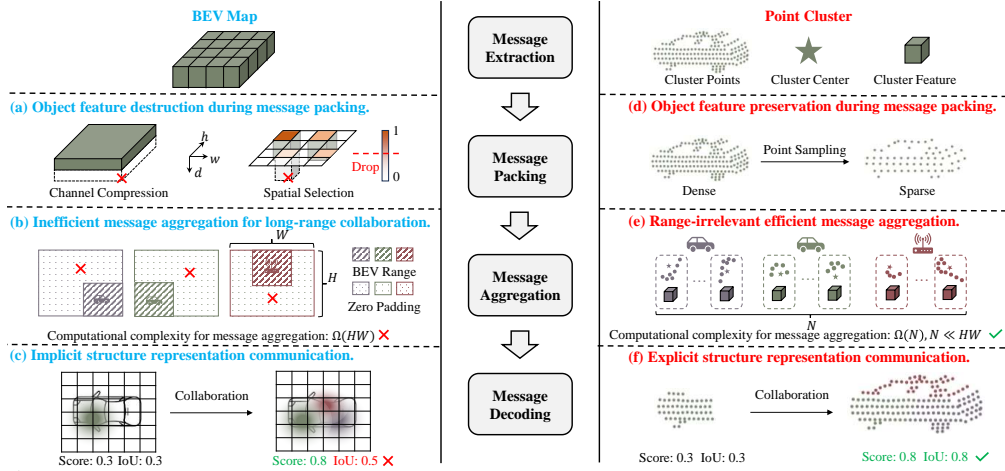 BEV Map
(a) Object feature destruction during message packing.
h
w
d
Channel Compression
1
Drop
0
Spatial Selection
(b) Inefficient message aggregation for long-range collaboration.
W
H
BEV Range
Zero Padding
Computational complexity for message aggregation: Ω(HW)
(c) Implicit structure representation communication.
Collaboration
Score: 0.3 IoU: 0.3
Score: 0.8 IoU: 0.5
Message
Extraction
Message
Packing
Message
Aggregation
Message
Decoding
Point Cluster
Cluster Points
Cluster Center
Cluster Feature
(d) Object feature preservation during message packing.
Point Sampling
Dense
Sparse
(e) Range-irrelevant efficient message aggregation.
... ... ...
N
Computational complexity for message aggregation: Ω(N), N ≪ HW
(f) Explicit structure representation communication.
Collaboration
Score: 0.3 IoU: 0.3
Score: 0.8 IoU: 0.8